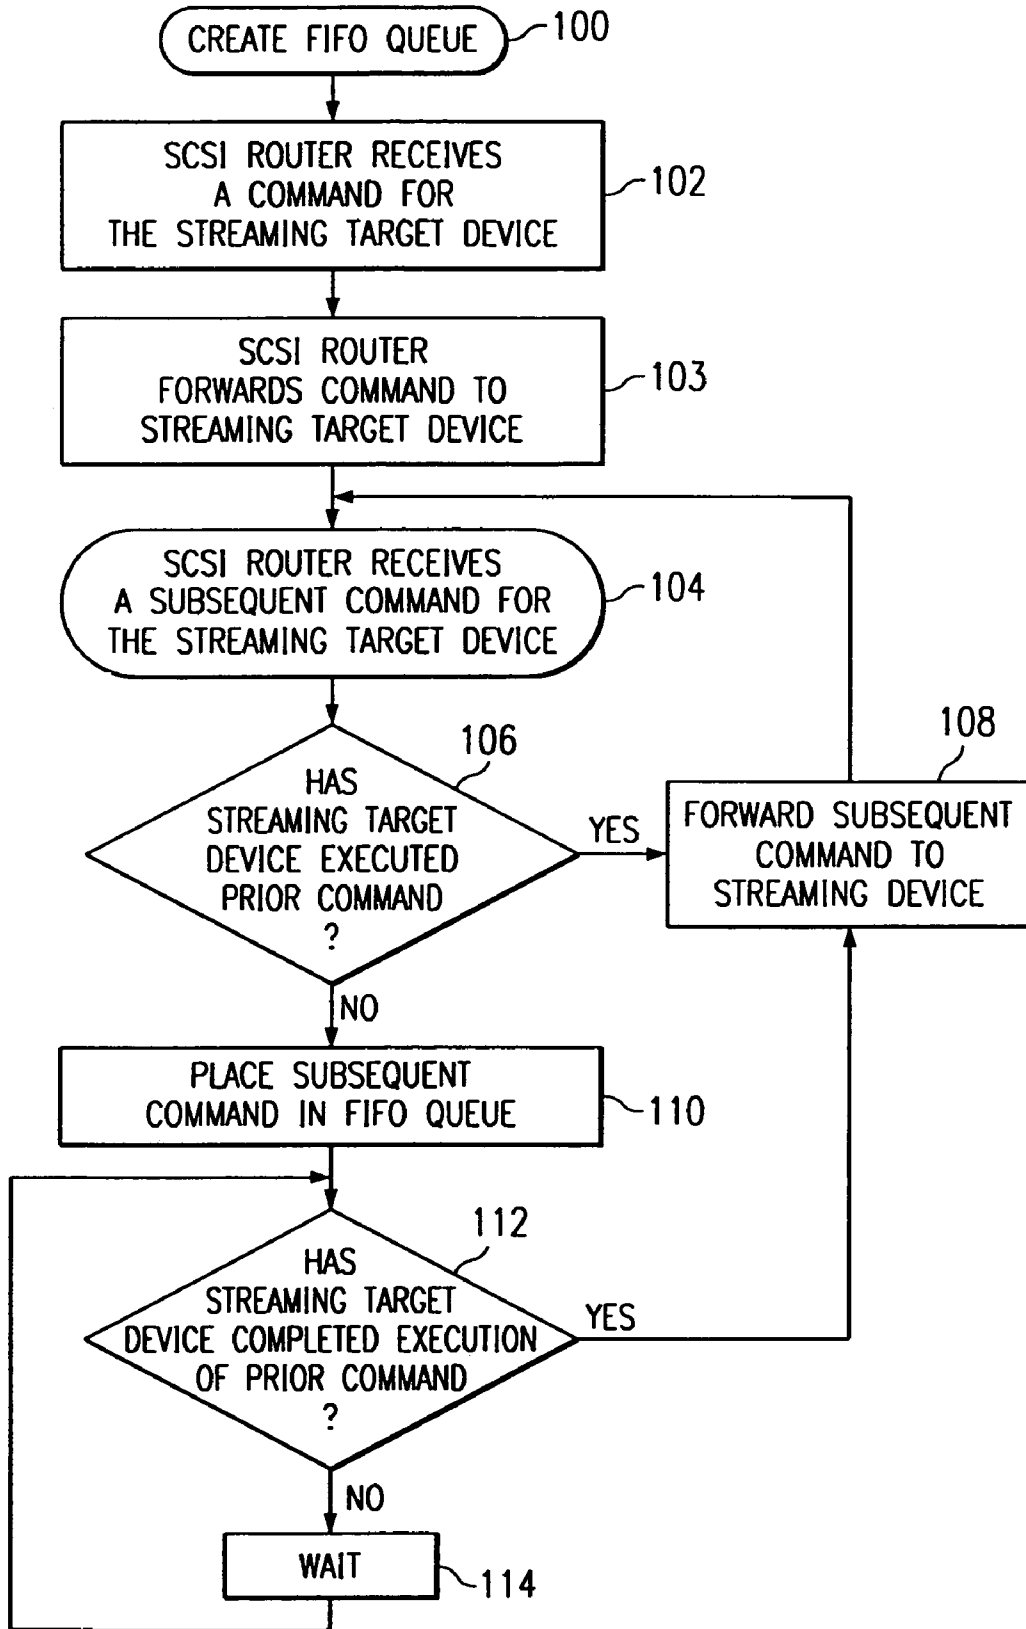 CREATE FIFO QUEUE
100
SCSI ROUTER RECEIVES
A COMMAND FOR
THE STREAMING TARGET DEVICE
102
SCSI ROUTER
FORWARDS COMMAND TO
STREAMING TARGET DEVICE
103
SCSI ROUTER RECEIVES
A SUBSEQUENT COMMAND FOR
THE STREAMING TARGET DEVICE
104
HAS
STREAMING TARGET
DEVICE EXECUTED
PRIOR COMMAND
?
106
YES
FORWARD SUBSEQUENT
COMMAND TO
STREAMING DEVICE
108
NO
PLACE SUBSEQUENT
COMMAND IN FIFO QUEUE
110
HAS
STREAMING TARGET
DEVICE COMPLETED EXECUTION
OF PRIOR COMMAND
?
112
YES
NO
WAIT
114